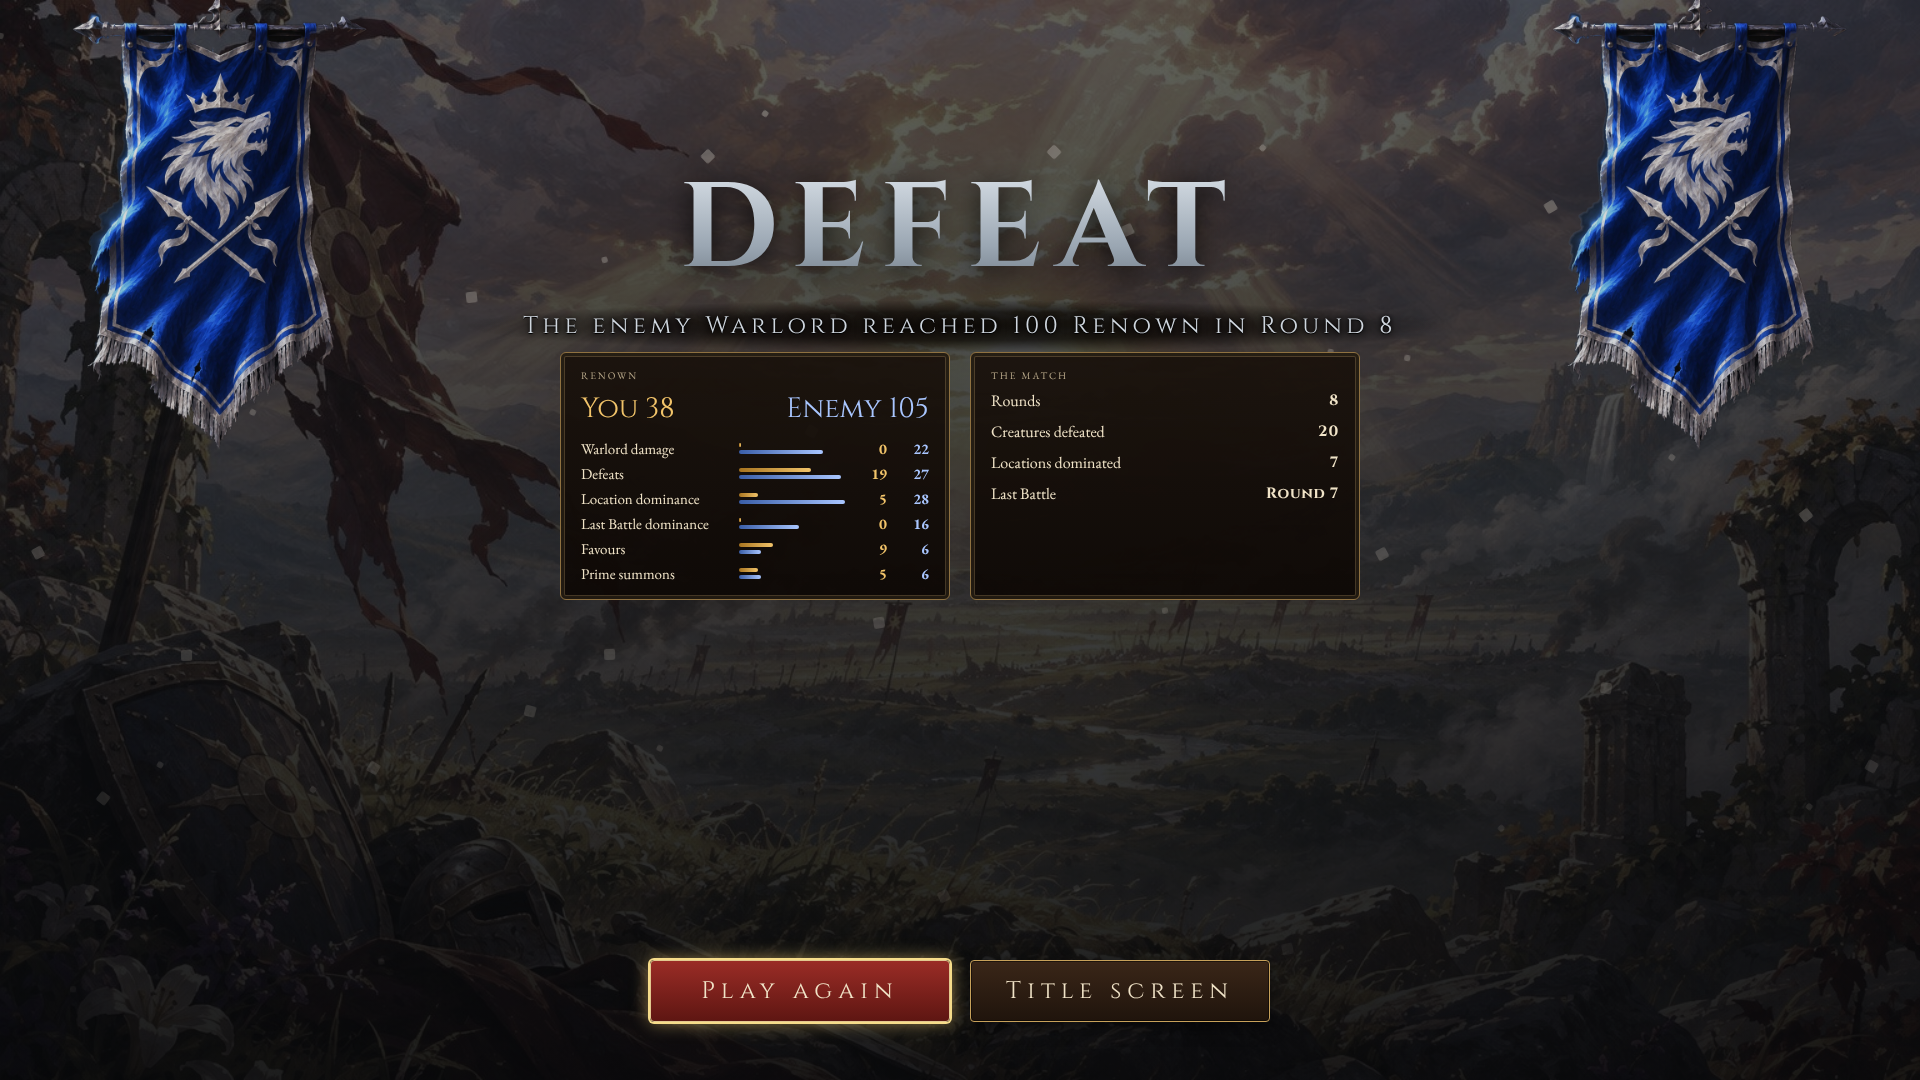 DEFEAT
The enemy Warlord reached 100 Renown in Round 8
RENOWN
You 38 Enemy 105
Warlord damage 0 22
Defeats 19 27
Location dominance 5 28
Last Battle dominance 0 16
Favours 9 6
Prime summons 5 6
THE MATCH
Rounds 8
Creatures defeated 20
Locations dominated 7
Last Battle Round 7
Play again
Title screen